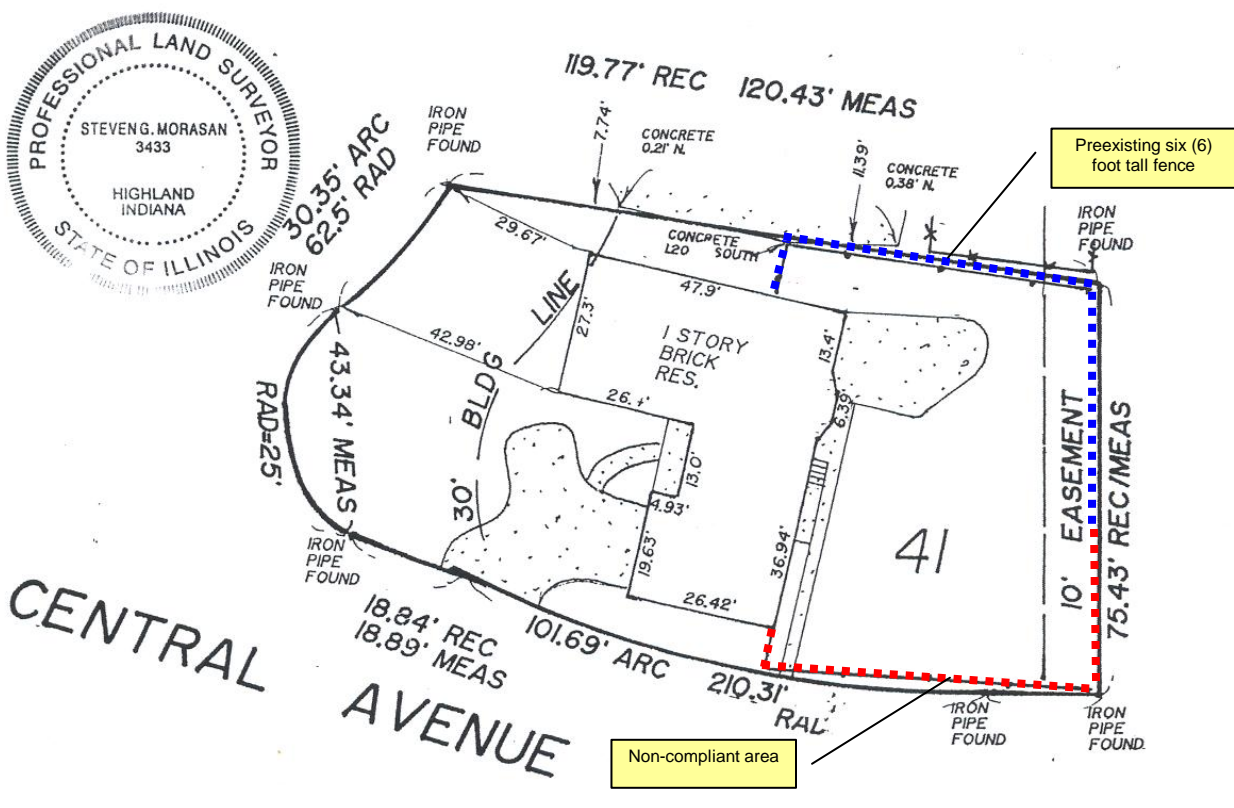 PROFESSIONAL LAND SURVEYOR
STEVEN G. MORASAN
3433
HIGHLAND
INDIANA
STATE OF ILLINOIS
119.77' REC 120.43' MEAS
IRON
PIPE
FOUND
30.35' ARC
62.5' RAD
7.74'
CONCRETE
0.21' N.
11.39'
CONCRETE
0.38' N.
Preexisting six (6)
foot tall fence
IRON
PIPE
FOUND
IRON
PIPE
FOUND
29.67'
CONCRETE
1.20 SOUTH
47.9'
LINE
27.3'
1 STORY
BRICK
RES.
13.4'
42.98'
43.34' MEAS
RAD=25'
BLDG
30'
6.39'
13.0'
4.93'
19.63'
36.94'
26.42'
41
10' EASEMENT
75.43' REC/MEAS
IRON
PIPE
FOUND
18.84' REC
18.89' MEAS
101.69' ARC
210.31'
IRON
PIPE
FOUND
IRON
PIPE
FOUND.
CENTRAL AVENUE
Non-compliant area